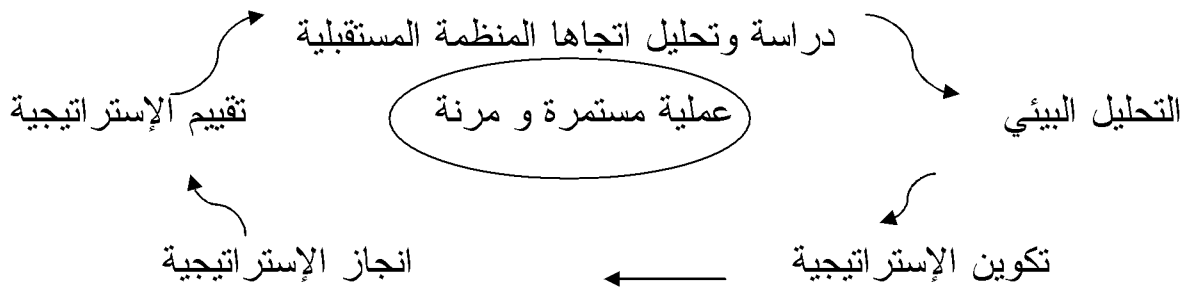 دراسة وتحليل اتجاها المنظمة المستقبلية
التحليل البيئي
عملية مستمرة و مرنة
تقييم الإستراتيجية
تكوين الإستراتيجية
انجاز الإستراتيجية